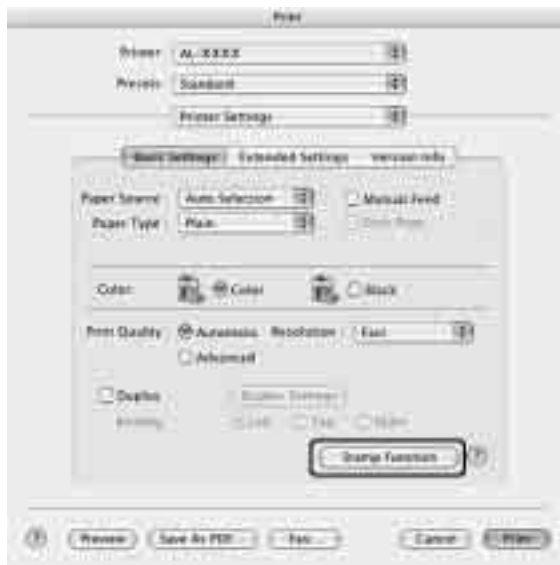 Print
Printer: AL-XXXX
Presets: Standard
Printer Settings
Basic Settings Extended Settings Version Info
Paper Source: Auto Selection Manual Feed
Paper Type: Plain Each Page
Color: Color Black
Print Quality: Automatic Resolution: Fast
Advanced
Duplex Duplex Settings
Binding: Left Top Right
Stamp Function ?
? Preview Save As PDF... Fax... Cancel Print